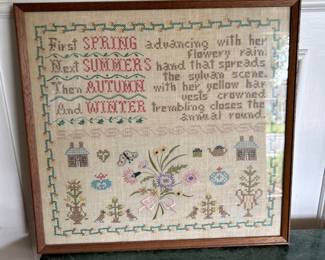 First SPRING advancing with her
flowery rain.
Next SUMMER'S hand that spreads
the sylvan scene.
Then AUTUMN with her yellow har
vests crowned
And WINTER trembling closes the
annual round.